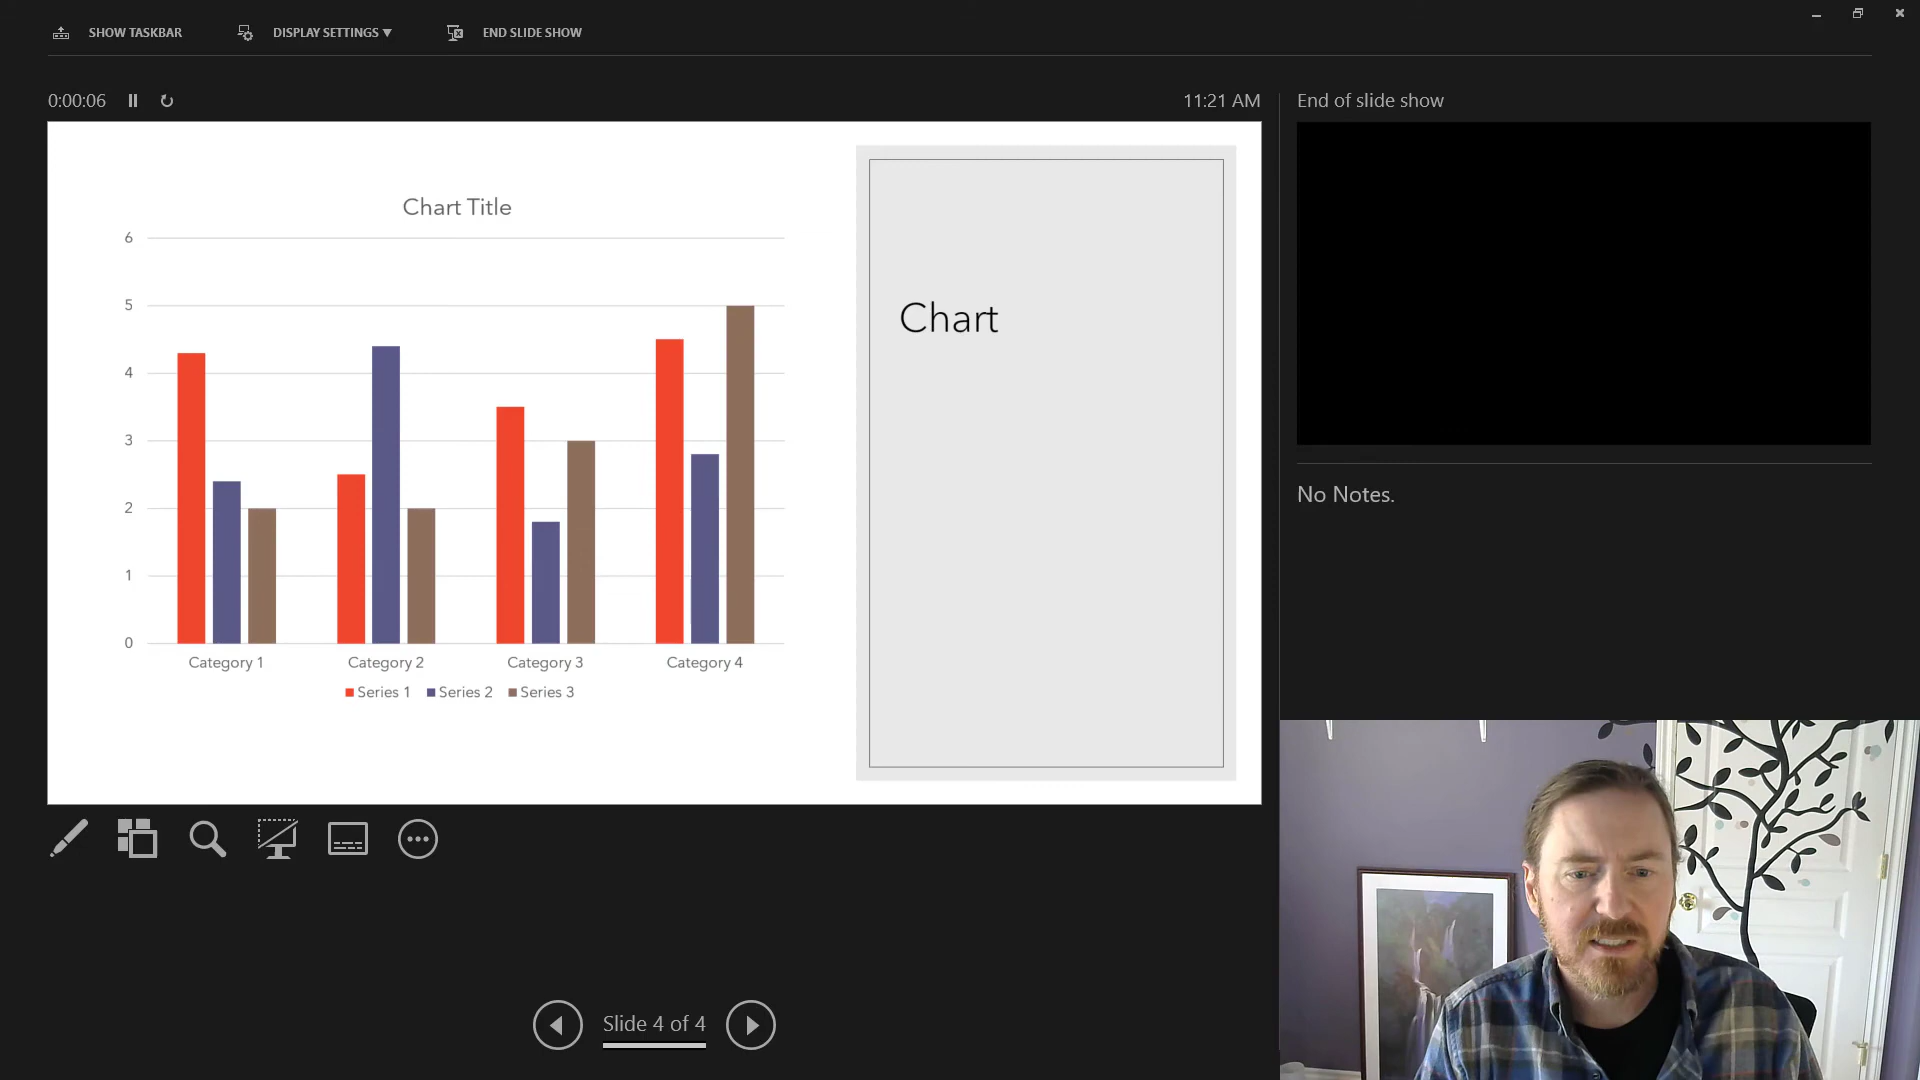 SHOW TASKBAR
DISPLAY SETTINGS ▼
END SLIDE SHOW
0:00:06
11:21 AM
End of slide show
Chart Title
6
5
4
3
2
1
0
Category 1 Category 2 Category 3 Category 4
Series 1 Series 2 Series 3
Chart
No Notes.
Slide 4 of 4